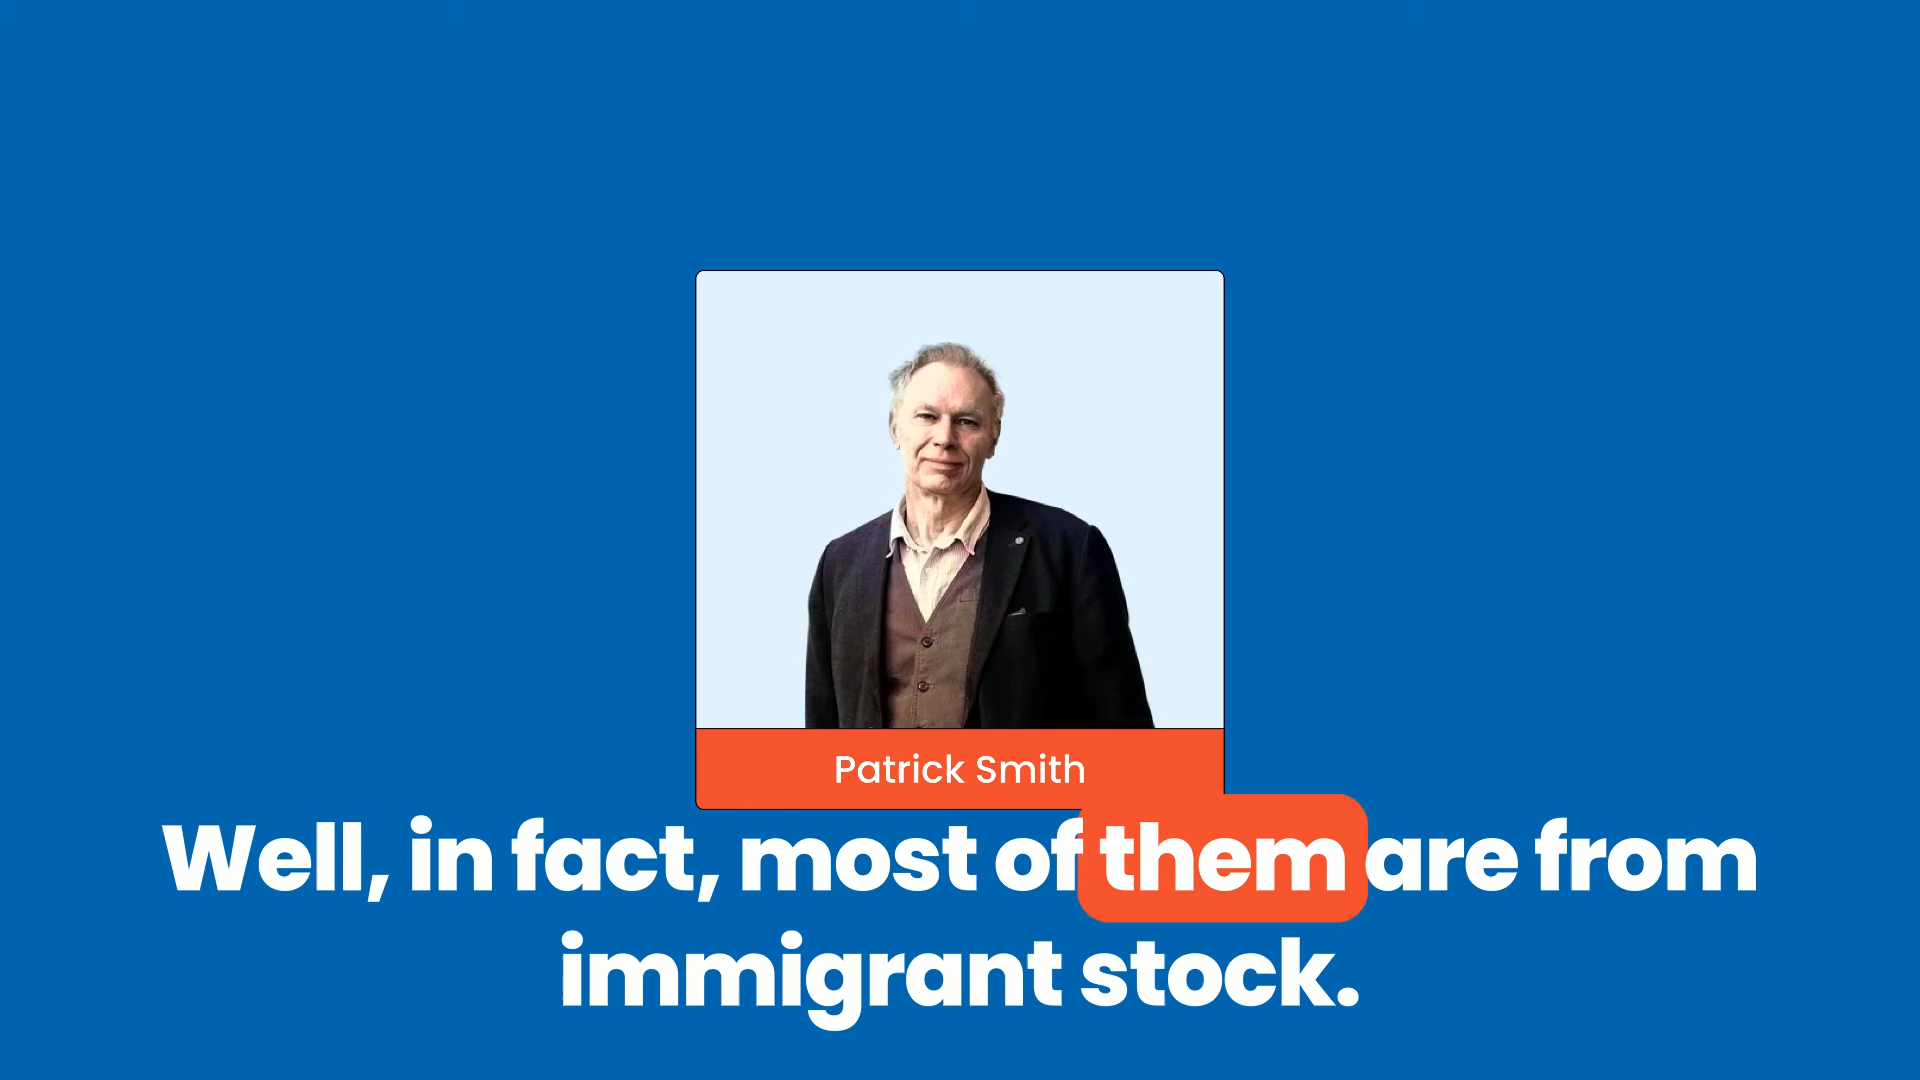 Patrick Smith
Well, in fact, most of them are from
immigrant stock.